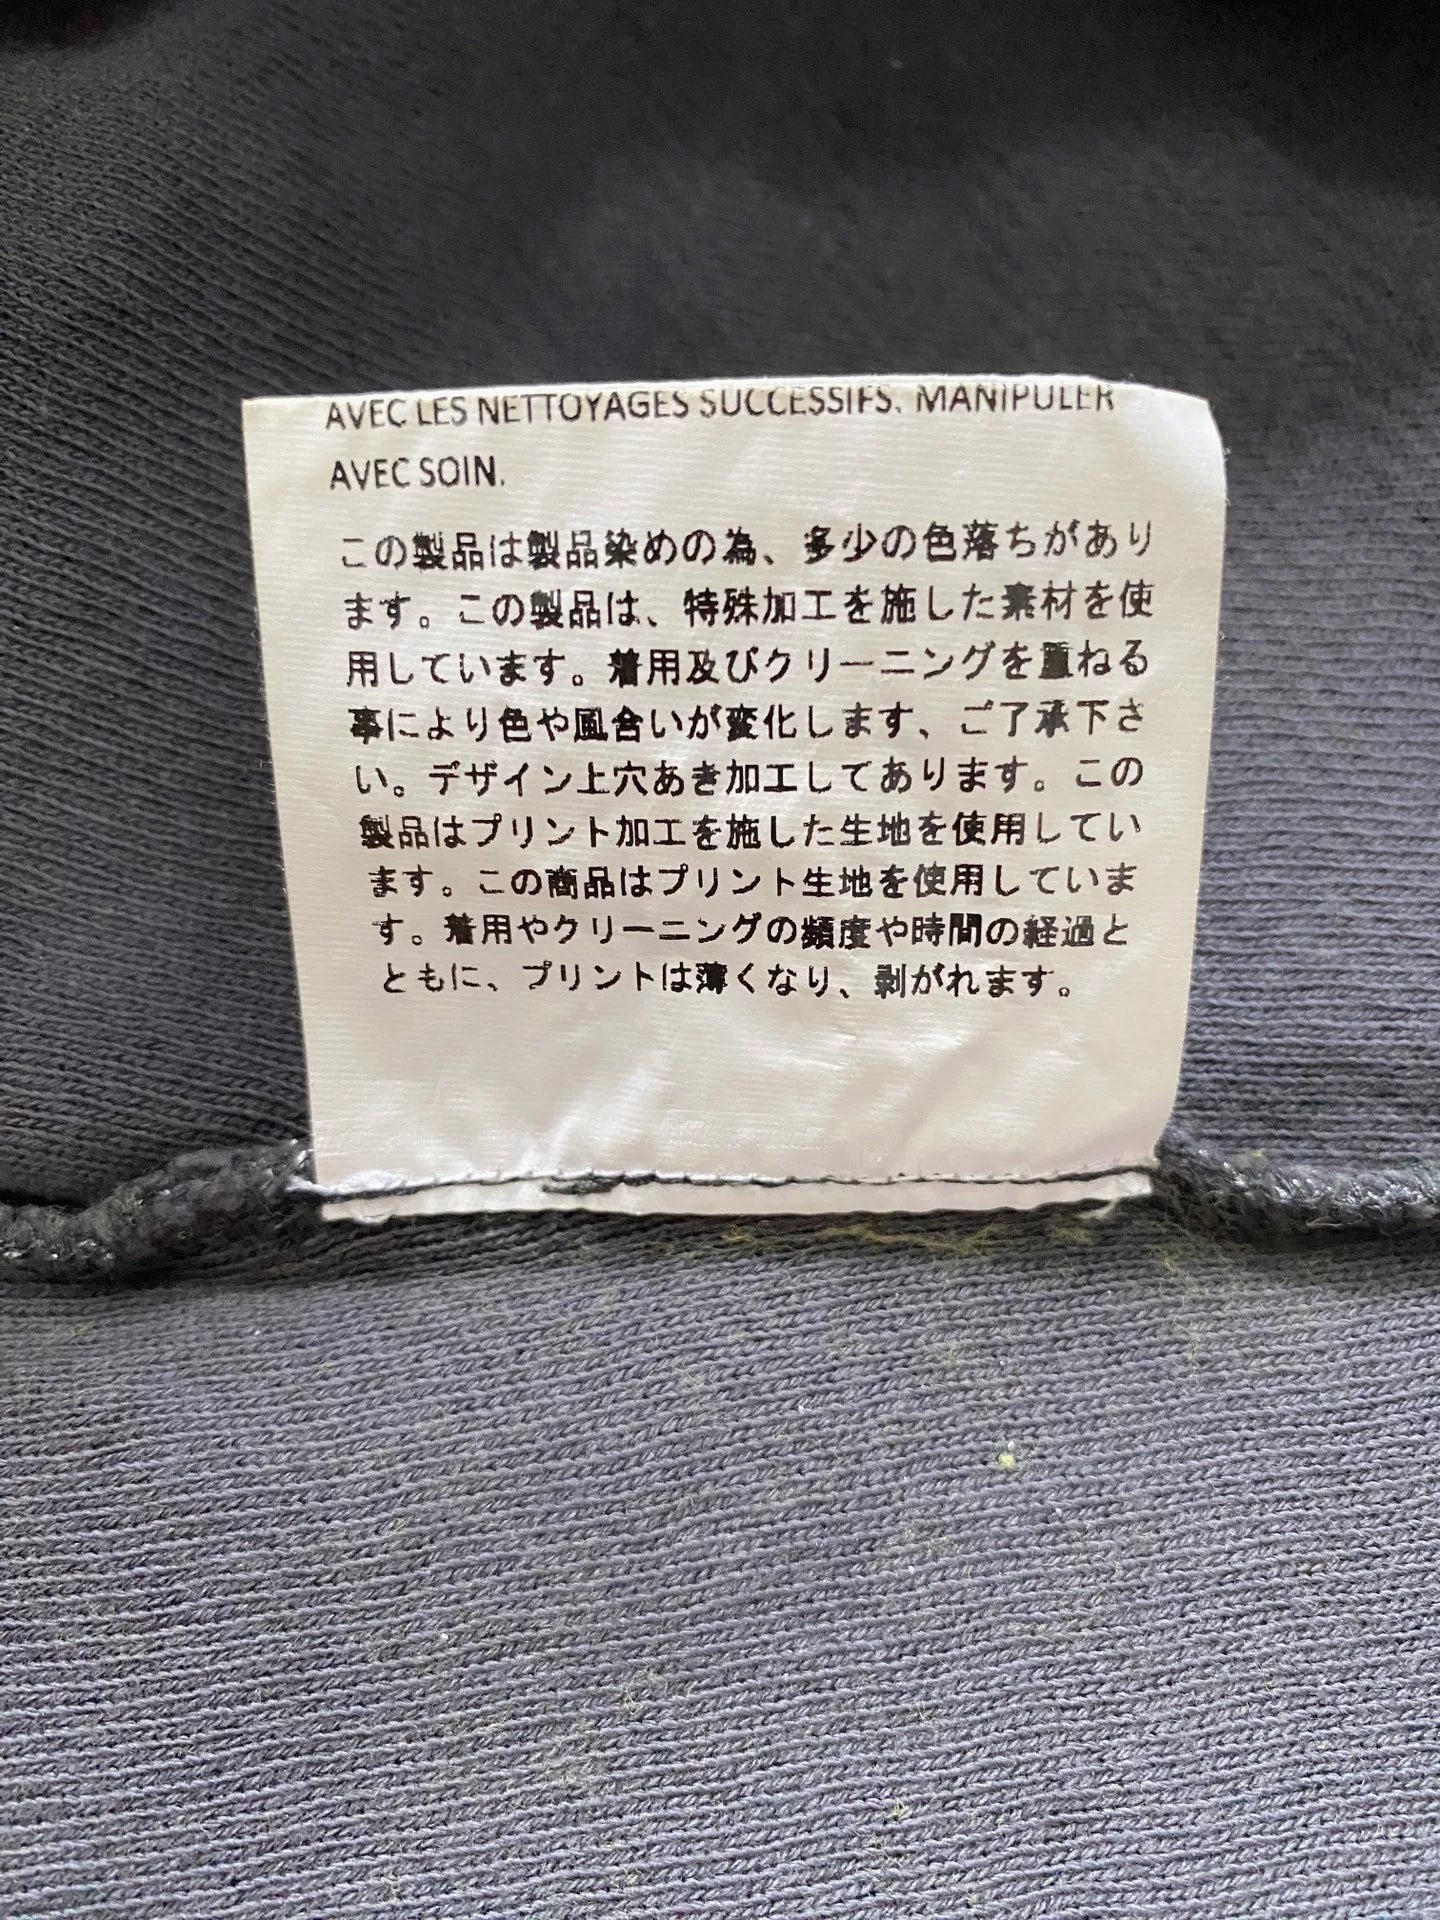 AVEC LES NETTOYAGES SUCCESSIFS. MANIPULER
AVEC SOIN.
この製品は製品染めの為、多少の色落ちがあり
ます。この製品は、特殊加工を施した素材を使
用しています。着用及びクリーニングを重ねる
事により色や風合いが変化します、ご了承下さ
い。デザイン上穴あき加工してあります。この
製品はプリント加工を施した生地を使用してい
ます。この商品はプリント生地を使用していま
す。着用やクリーニングの頻度や時間の経過と
ともに、プリントは薄くなり、剥がれます。